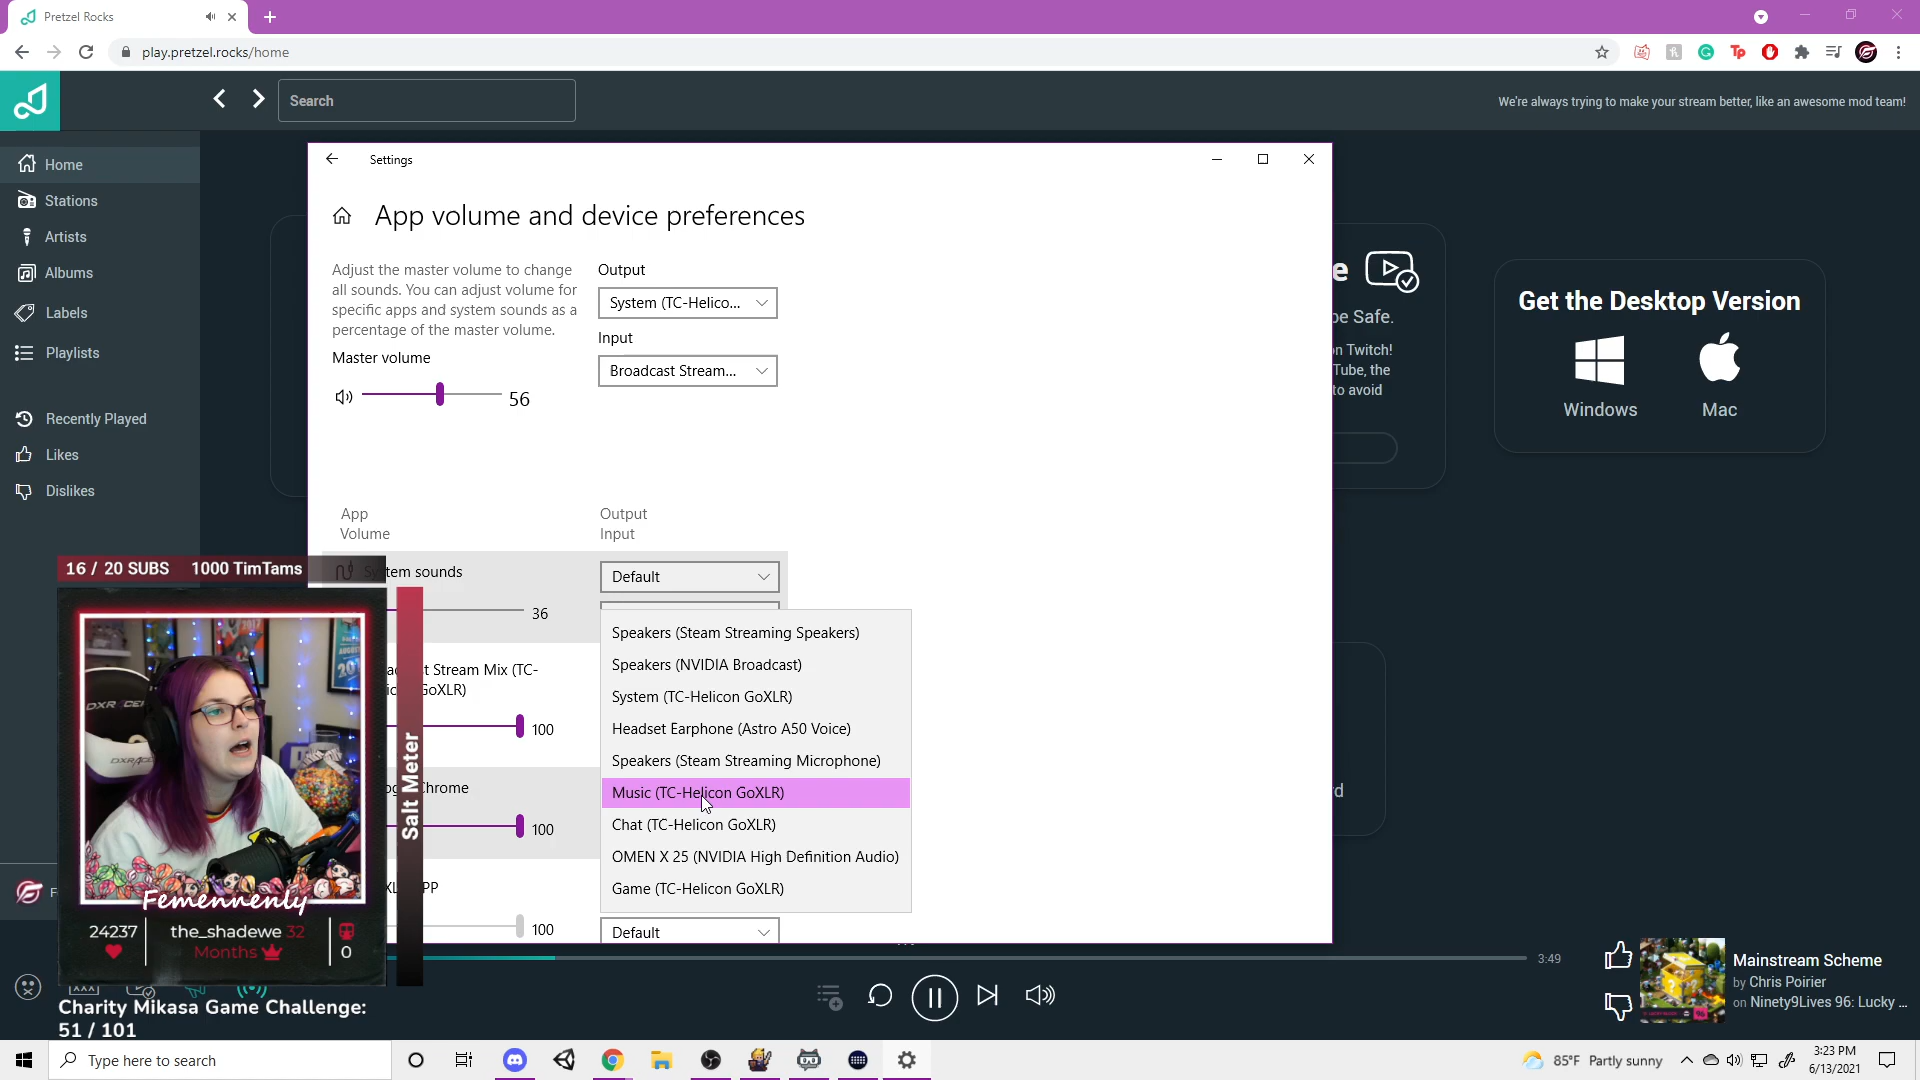 Pretzel Rocks
play.pretzel.rocks/home
Search
We're always trying to make your stream better, like an awesome mod team!
Home
Stations
Artists
Albums
Labels
Playlists
Recently Played
Likes
Dislikes
Settings
App volume and device preferences
Adjust the master volume to change
all sounds. You can adjust volume for
specific apps and system sounds as a
percentage of the master volume.
Master volume
56
Output
System (TC-Helico...
Input
Broadcast Stream...
App
Volume
Output
Input
System sounds
Default
36
t Stream Mix (TC-
GoXLR)
100
Chrome
100
PP
100
Default
Speakers (Steam Streaming Speakers)
Speakers (NVIDIA Broadcast)
System (TC-Helicon GoXLR)
Headset Earphone (Astro A50 Voice)
Speakers (Steam Streaming Microphone)
Music (TC-Helicon GoXLR)
Chat (TC-Helicon GoXLR)
OMEN X 25 (NVIDIA High Definition Audio)
Game (TC-Helicon GoXLR)
e
be Safe.
on Twitch!
Tube, the
to avoid
d
Get the Desktop Version
Windows
Mac
16 / 20 SUBS 1000 TimTams
DXRACER
DXRACE
Salt Meter
Femennenly
24237
the_shadewe 32
Months
0
Charity Mikasa Game Challenge:
51 / 101
3:49
Mainstream Scheme
by Chris Poirier
on Ninety9Lives 96: Lucky ...
Type here to search
85°F Partly sunny
3:23 PM
6/13/2021